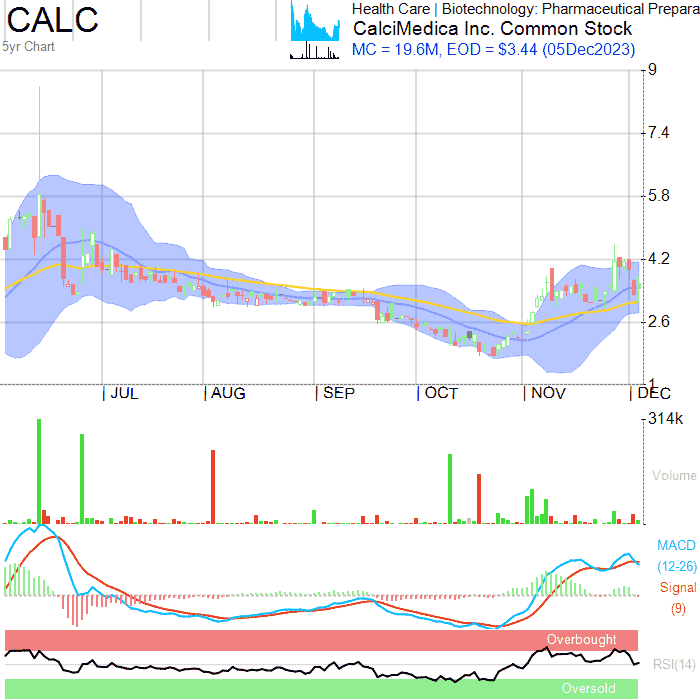 CALC
5yr Chart
Health Care | Biotechnology: Pharmaceutical Prepara
CalciMedica Inc. Common Stock
MC = 19.6M, EOD = $3.44 (05Dec2023)
9
7.4
5.8
4.2
2.6
1
JUL AUG SEP OCT NOV DEC
314k
Volume
MACD
(12-26)
Signal
(9)
Overbought
RSI(14)
Oversold